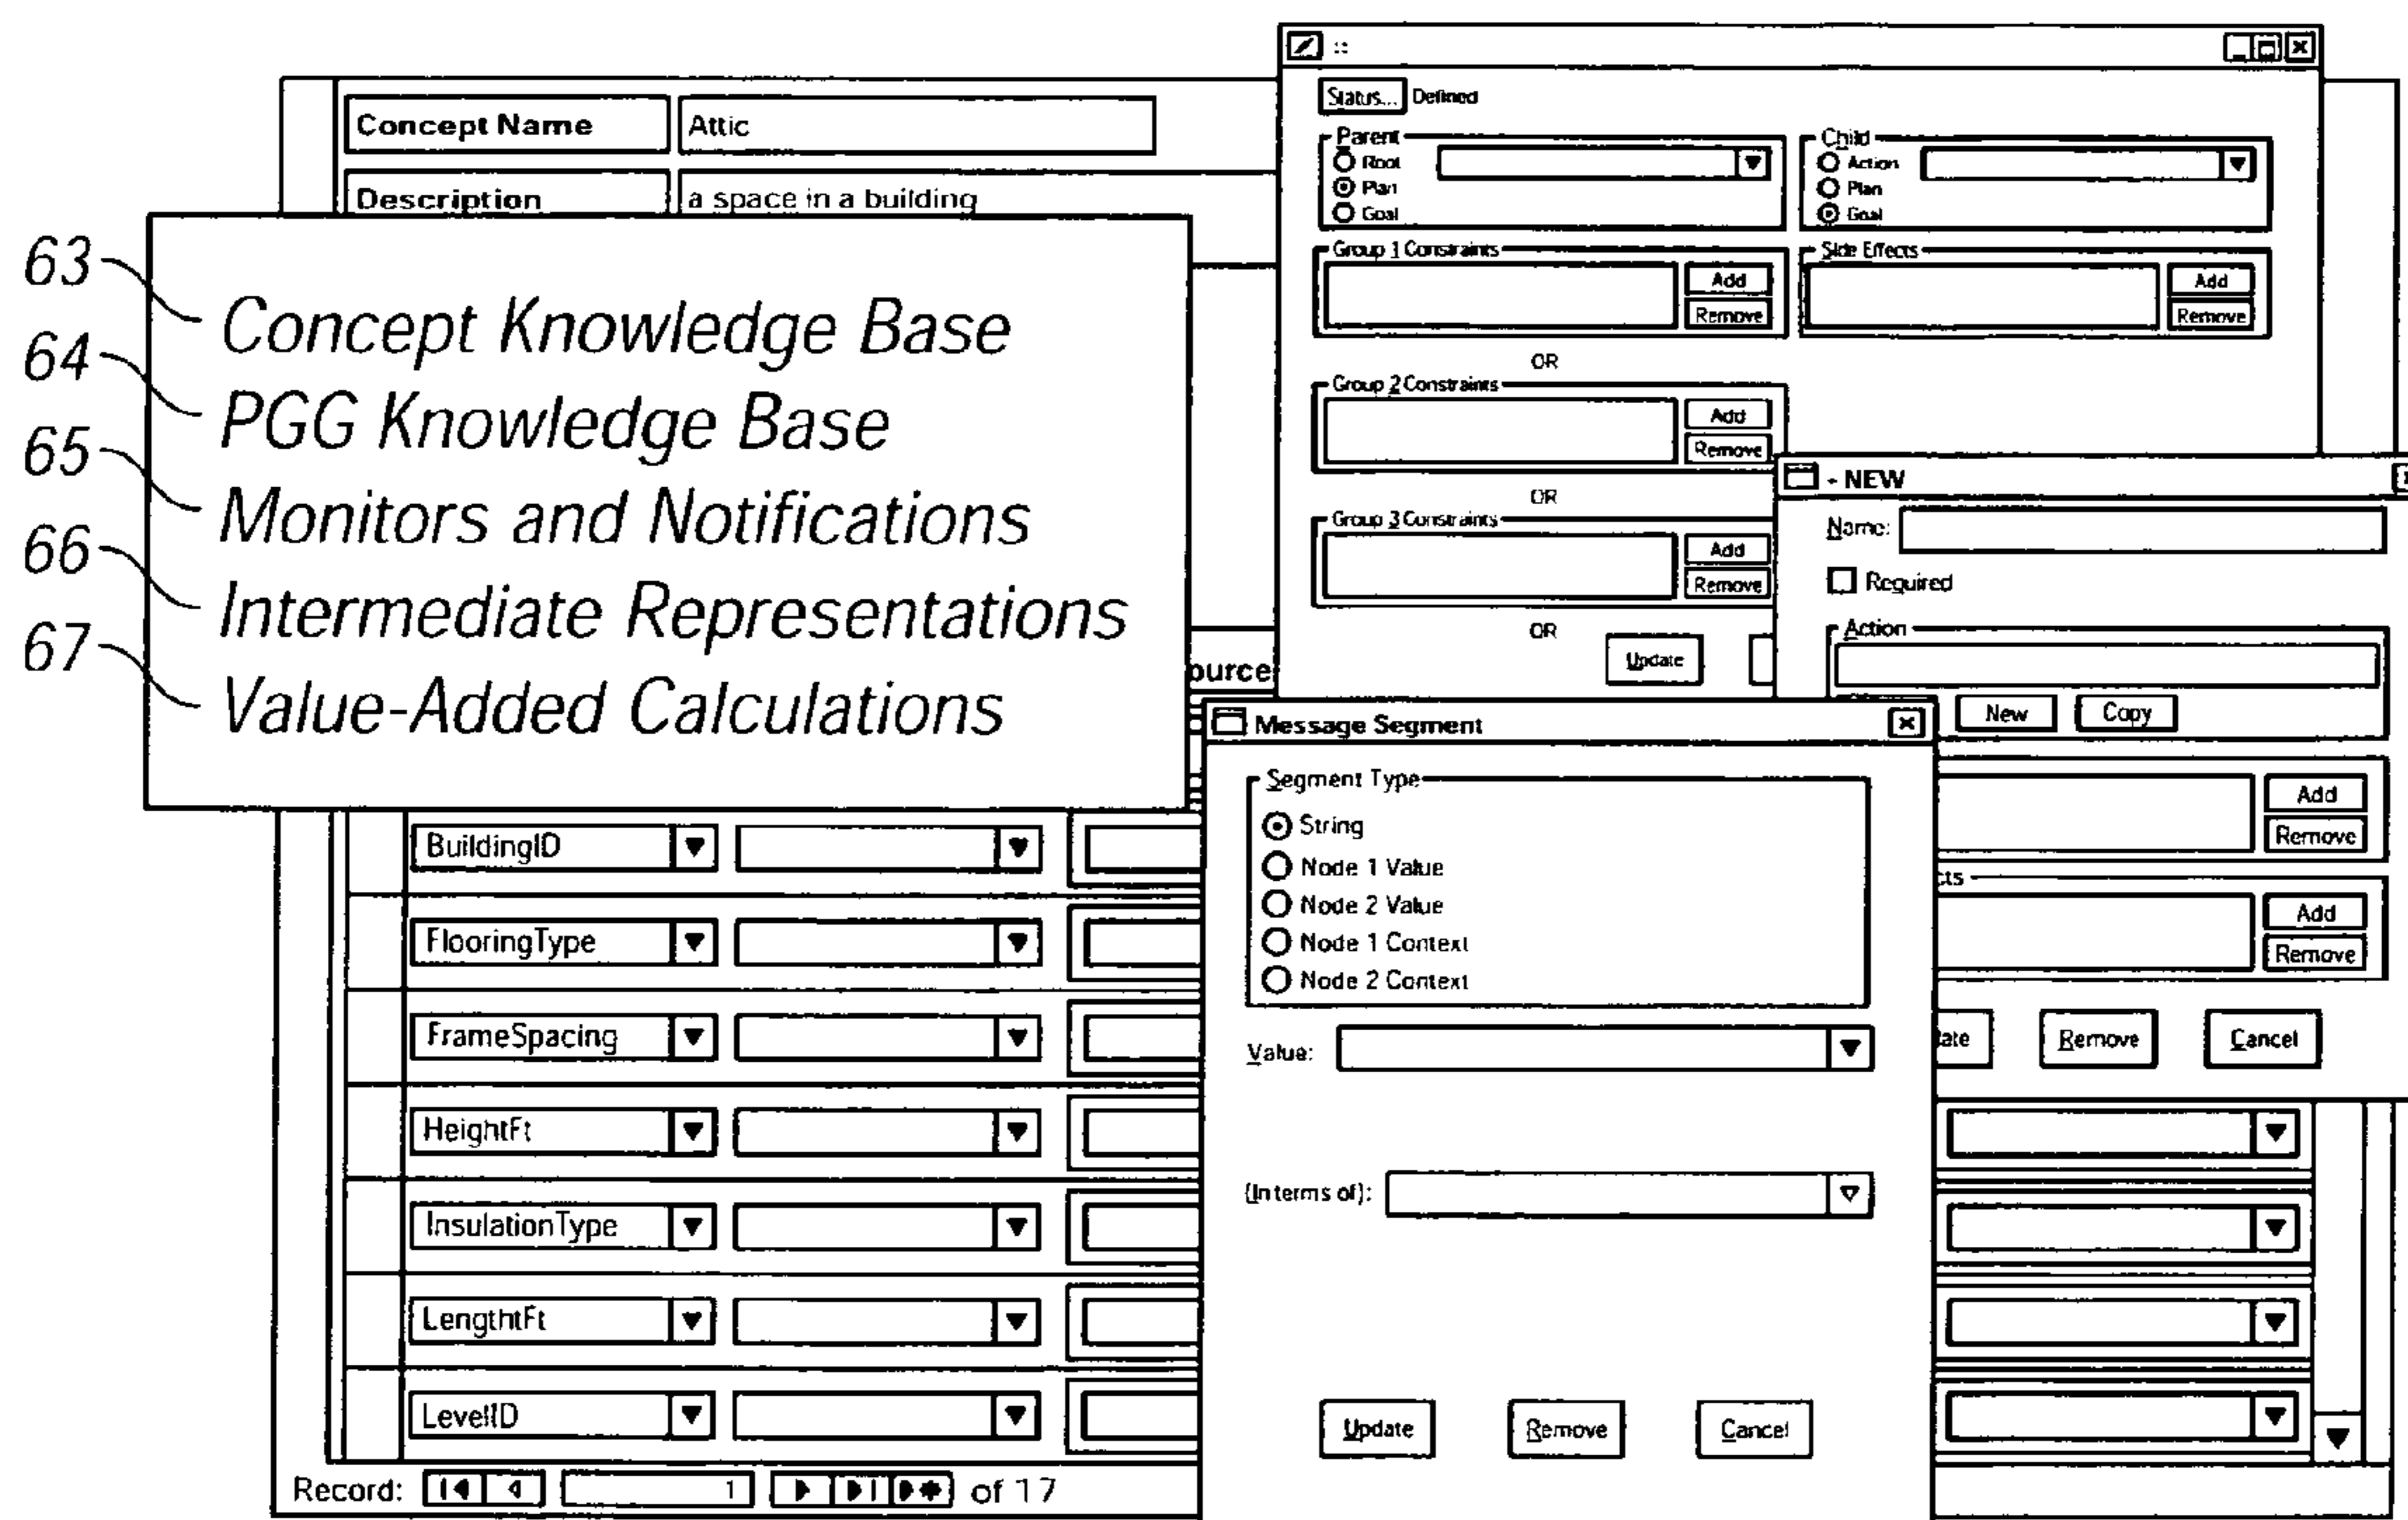 Concept Name Attic
Description a space in a building
63 Concept Knowledge Base
64 PGG Knowledge Base
65 Monitors and Notifications
66 Intermediate Representations
67 Value-Added Calculations
ource
BuildingID
FlooringType
FrameSpacing
HeightFt
InsulationType
LengthtFt
LevelID
Record: 1 of 17
::
Status... Defined
Parent
Root
Plan
Goal
Child
Action
Plan
Goal
Group 1 Constraints
Add
Remove
Side Effects
Add
Remove
OR
Group 2 Constraints
Add
Remove
OR
Group 3 Constraints
Add
Remove
OR
Update
- NEW
Name:
Required
Action
New Copy
Add
Remove
cts
Add
Remove
ate Remove Cancel
Message Segment
Segment Type
String
Node 1 Value
Node 2 Value
Node 1 Context
Node 2 Context
Value:
(In terms of):
Update Remove Cancel